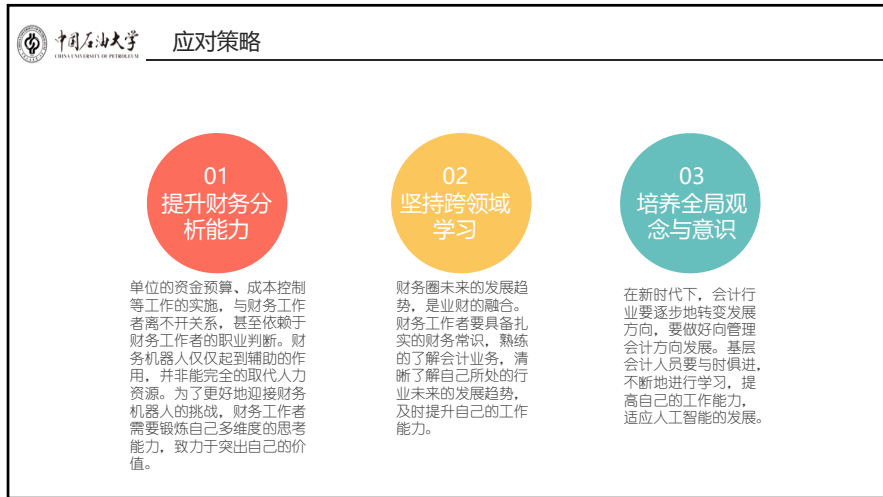 中国石油大学
CHINA UNIVERSITY OF PETROLEUM
应对策略
01
提升财务分
析能力
单位的资金预算、成本控制
等工作的实施，与财务工作
者离不开关系，甚至依赖于
财务工作者的职业判断。财
务机器人仅仅起到辅助的作
用，并非能完全的取代人力
资源。为了更好地迎接财务
机器人的挑战，财务工作者
需要锻炼自己多维度的思考
能力，致力于突出自己的价
值。
02
坚持跨领域
学习
财务圈未来的发展趋
势，是业财的融合。
财务工作者要具备扎
实的财务常识，熟练
的了解会计业务，清
晰了解自己所处的行
业未来的发展趋势，
及时提升自己的工作
能力。
03
培养全局观
念与意识
在新时代下，会计行
业要逐步地转变发展
方向，要做好向管理
会计方向发展。基层
会计人员要与时俱进，
不断地进行学习，提
高自己的工作能力，
适应人工智能的发展。